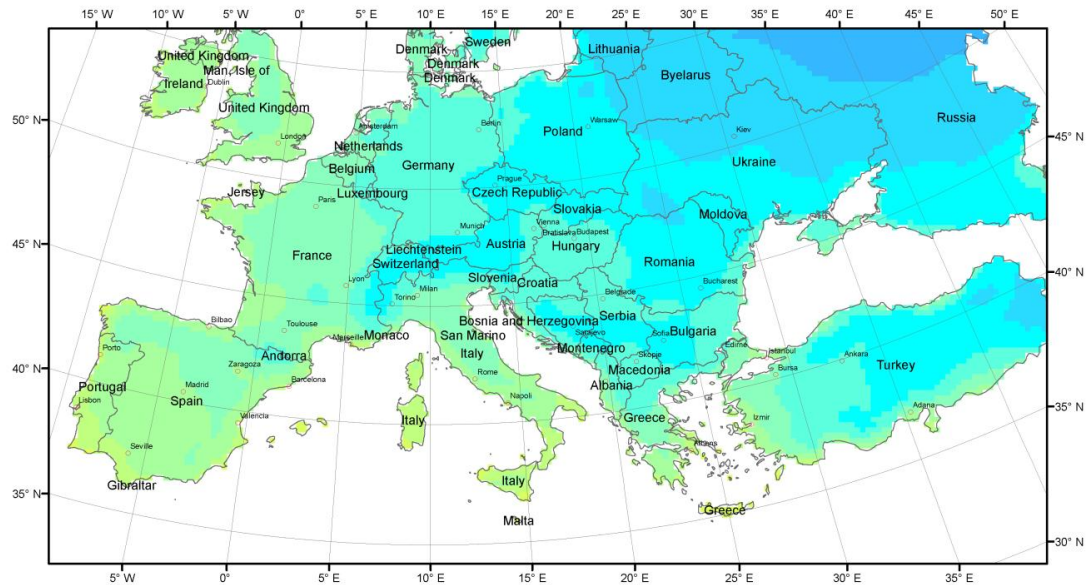 15° W 10° W 5° W 0° E 5° E 10° E 15° E 20° E 25° E 30° E 35° E 40° E 45° E 50° E
Sweden
Denmark
Lithuania
United Kingdom
Denmark
Man, Isle of
Denmark
Byelarus
Dublin
Ireland
United Kingdom
50° N
Berlin
Warsaw
Russia
Amsterdam
Poland
Kiev
45° N
London
Netherlands
Germany
Ukraine
Belgium
Prague
Jersey
Luxembourg
Czech Republic
Paris
Slovakia
Moldova
Munich
Vienna
Bratislava
Budapest
45° N
France
Liechtenstein
Austria
Hungary
Switzerland
Romania
40° N
Lyon
Milan
Slovenia
Croatia
Torino
Belgrade
Bucharest
Bilbao
Toulouse
Marseille
Monaco
Bosnia and Herzegovina
Serbia
San Marino
Sarajevo
Sofia
Bulgaria
Porto
Andorra
Italy
Montenegro
Edirne
Istanbul
Ankara
40° N
Zaragoza
Skopje
Macedonia
Turkey
Barcelona
Rome
Bursa
Portugal
Madrid
Albania
35° N
Lisbon
Spain
Napoli
Valencia
Italy
Greece
Izmir
Adana
Seville
Athens
Gibraltar
Italy
35° N
Greece
Malta
30° N
5° W 0° 5° E 10° E 15° E 20° E 25° E 30° E 35° E